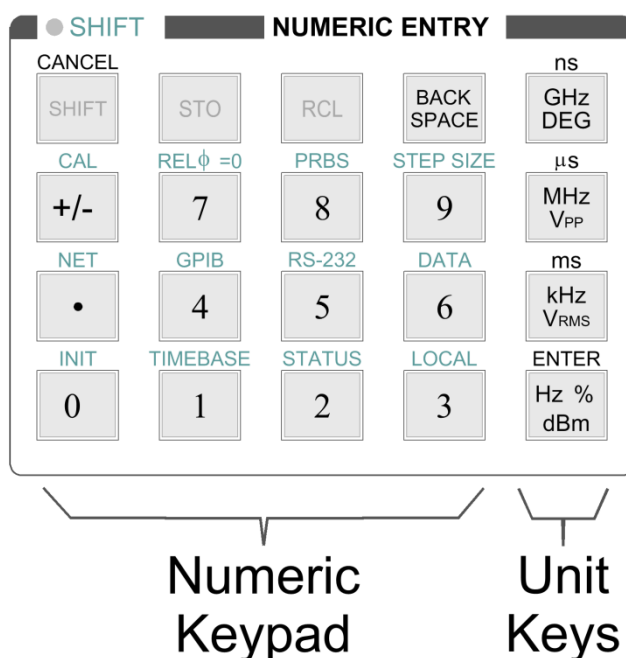 SHIFT NUMERIC ENTRY
CANCEL ns
SHIFT STO RCL BACK SPACE GHz DEG
CAL RELϕ =0 PRBS STEP SIZE μs
+/- 7 8 9 MHz VPP
NET GPIB RS-232 DATA ms
• 4 5 6 kHz VRMS
INIT TIMEBASE STATUS LOCAL ENTER
0 1 2 3 Hz % dBm
Numeric Unit
Keypad Keys